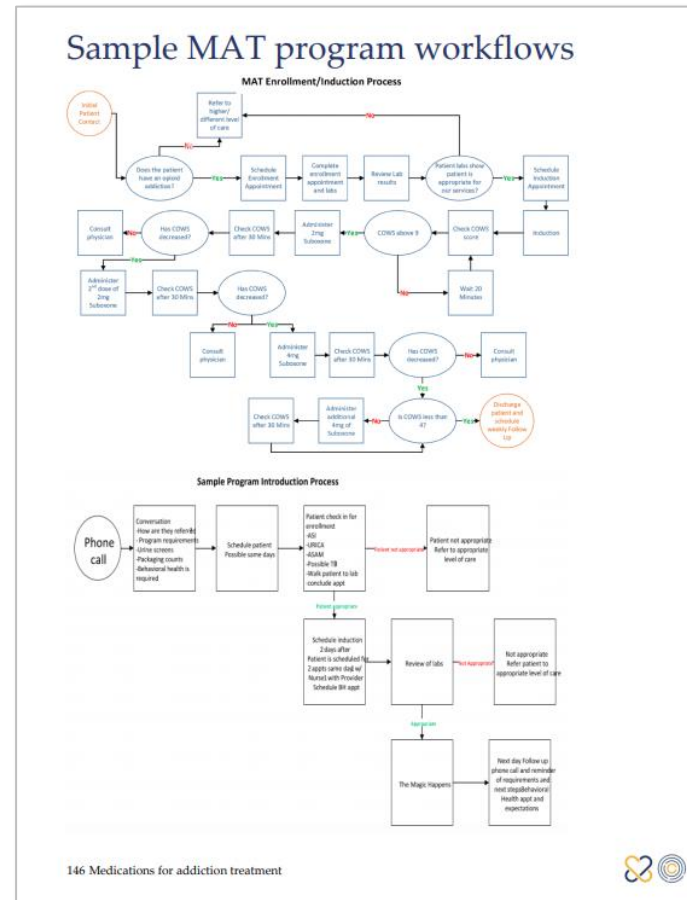 Sample MAT program workflows
MAT Enrollment/Induction Process
Initial
Patient
Contact
Refer to
higher/
different level
of care
No
No
Does the patient
have an opioid
addiction?
Yes
Schedule
Enrollment
Appointment
Complete
enrollment
appointment
and labs
Review Lab
results
Patient labs show
patient is
appropriate for
our services?
Yes
Schedule
Induction
Appointment
Consult
physician
No
Has COWS
decreased?
Check COWS
after 30 Mins
Administer
2mg
Suboxone
Yes
COWS above 9
Check COWS
score
Induction
Yes
No
Administer
2nd dose of
2mg
Suboxone
Check COWS
after 30 Mins
Has COWS
decreased?
Wait 20
Minutes
No
Yes
Consult
physician
Administer
4mg
Suboxone
Check COWS
after 30 Mins
Has COWS
decreased?
No
Consult
physician
Yes
Check COWS
after 30 Mins
Administer
additional
4mg of
Suboxone
No
Is COWS less than
4?
Yes
Discharge
patient and
schedule
weekly Follow
Up
Sample Program Introduction Process
Phone
call
Conversation
-How are they referred
- Program requirements
-Urine screens
-Packaging counts
-Behavioral health is
required
Schedule patient
Possible same days
Patient check in for
enrollment
-ASI
-URICA
-ASAM
-Possible TB
-Walk patient to lab
conclude appt
Patient not appropriate
Patient not appropriate
Refer to appropriate
level of care
Patient appropriate
Schedule induction
2 days after
Patient is scheduled for
2 appts same day w/
Nurse1 with Provider
Schedule BH appt
Review of labs
Not Appropriate
Not appropriate
Refer patient to
appropriate level of care
Appropriate
The Magic Happens
Next day Follow up
phone call and reminder
of requirements and
next stepsBehavioral
Health appt and
expectations
146 Medications for addiction treatment